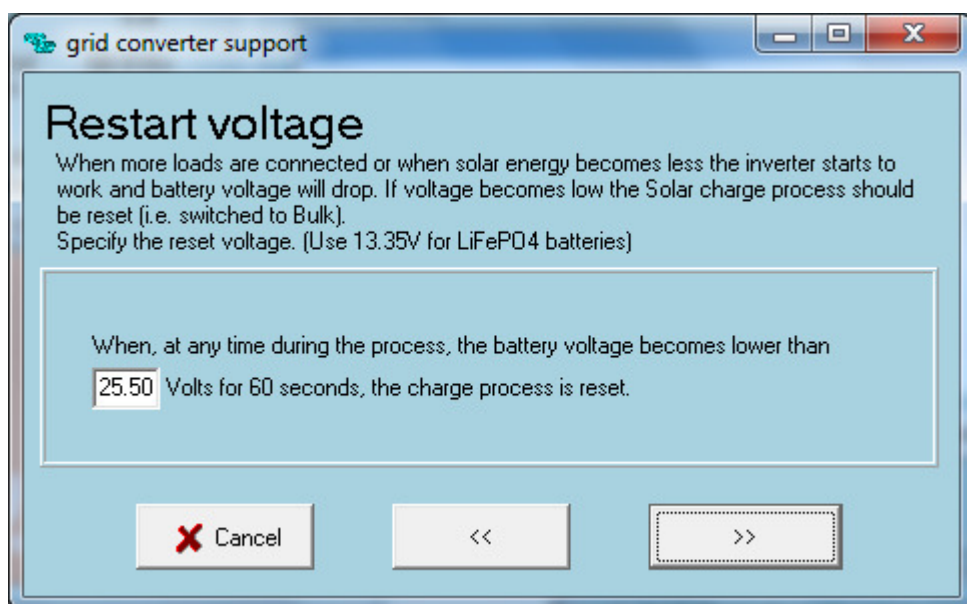 grid converter support
Restart voltage
When more loads are connected or when solar energy becomes less the inverter starts to
work and battery voltage will drop. If voltage becomes low the Solar charge process should
be reset (i.e. switched to Bulk).
Specify the reset voltage. (Use 13.35V for LiFePO4 batteries)
When, at any time during the process, the battery voltage becomes lower than
25.50 Volts for 60 seconds, the charge process is reset.
Cancel << >>